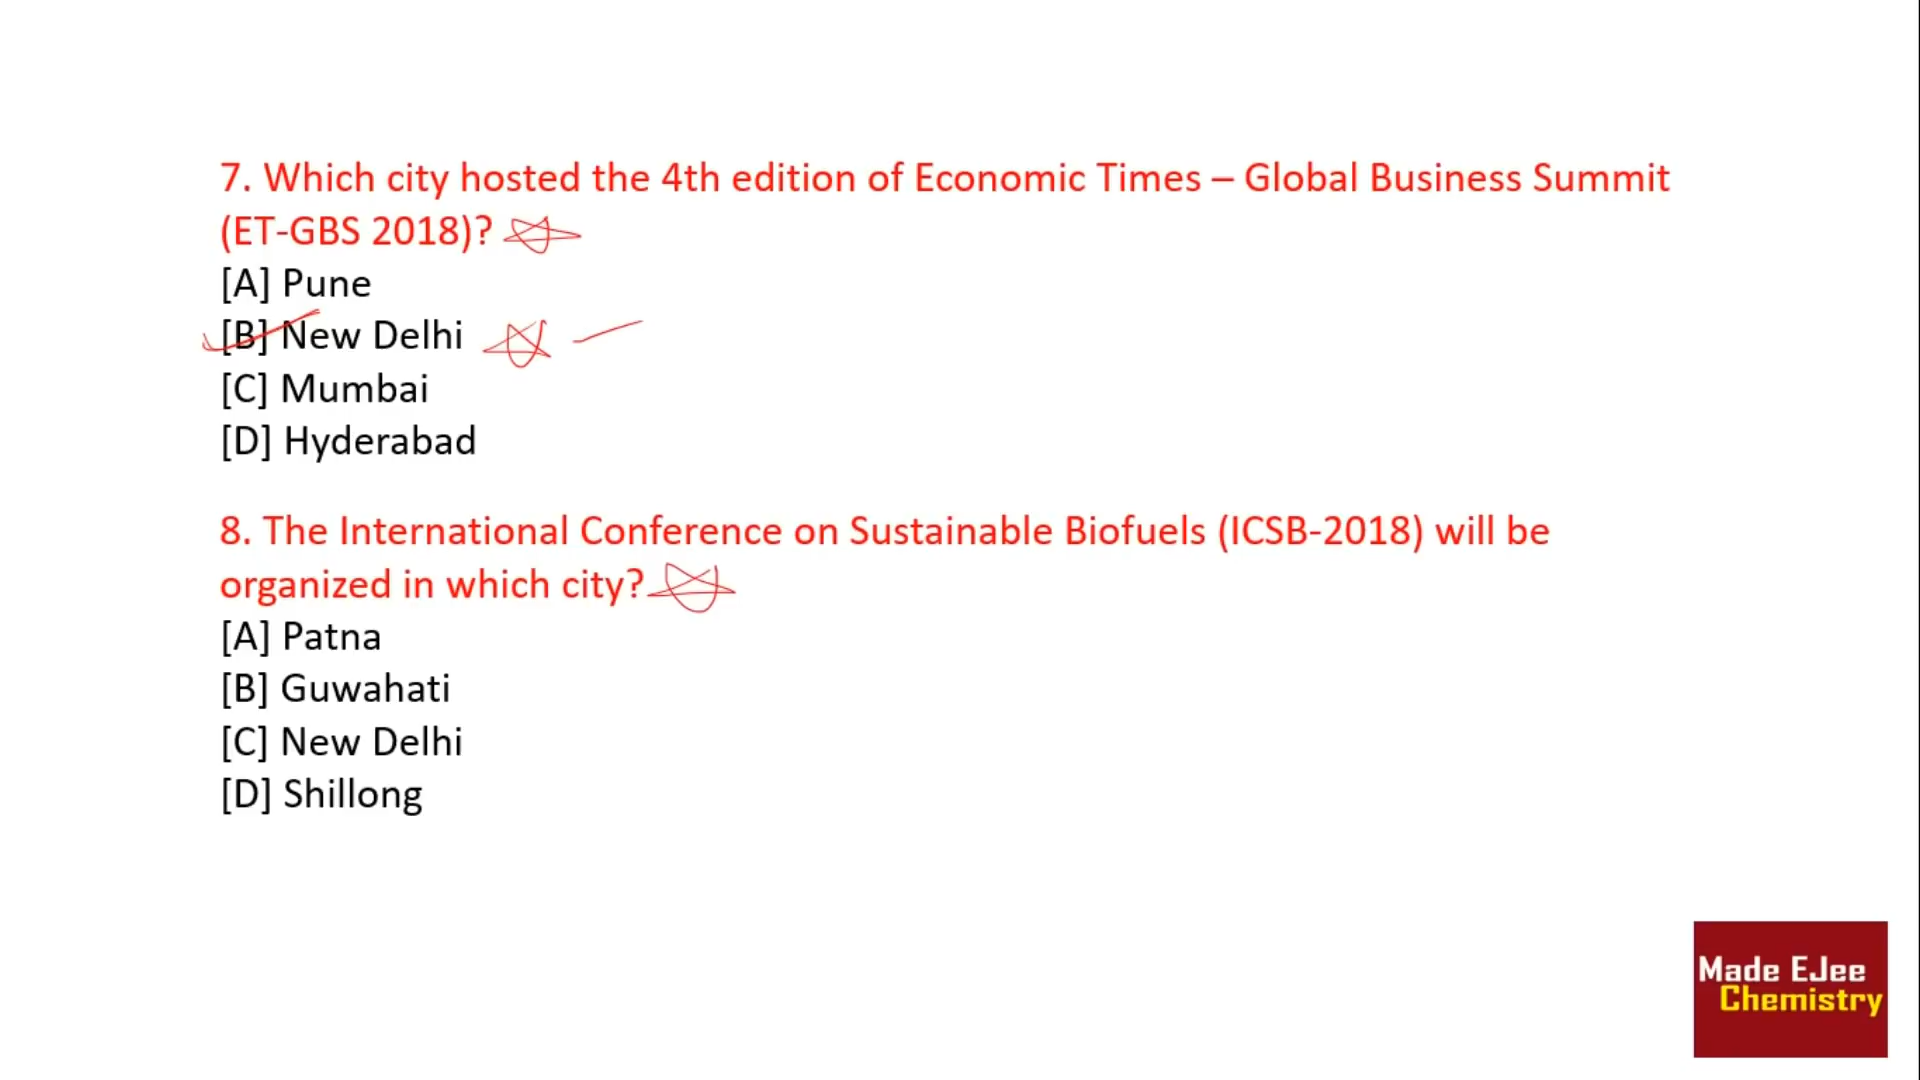 7. Which city hosted the 4th edition of Economic Times – Global Business Summit
(ET-GBS 2018)?
[A] Pune
[B] New Delhi
[C] Mumbai
[D] Hyderabad
8. The International Conference on Sustainable Biofuels (ICSB-2018) will be
organized in which city?
[A] Patna
[B] Guwahati
[C] New Delhi
[D] Shillong
Made EJee
Chemistry